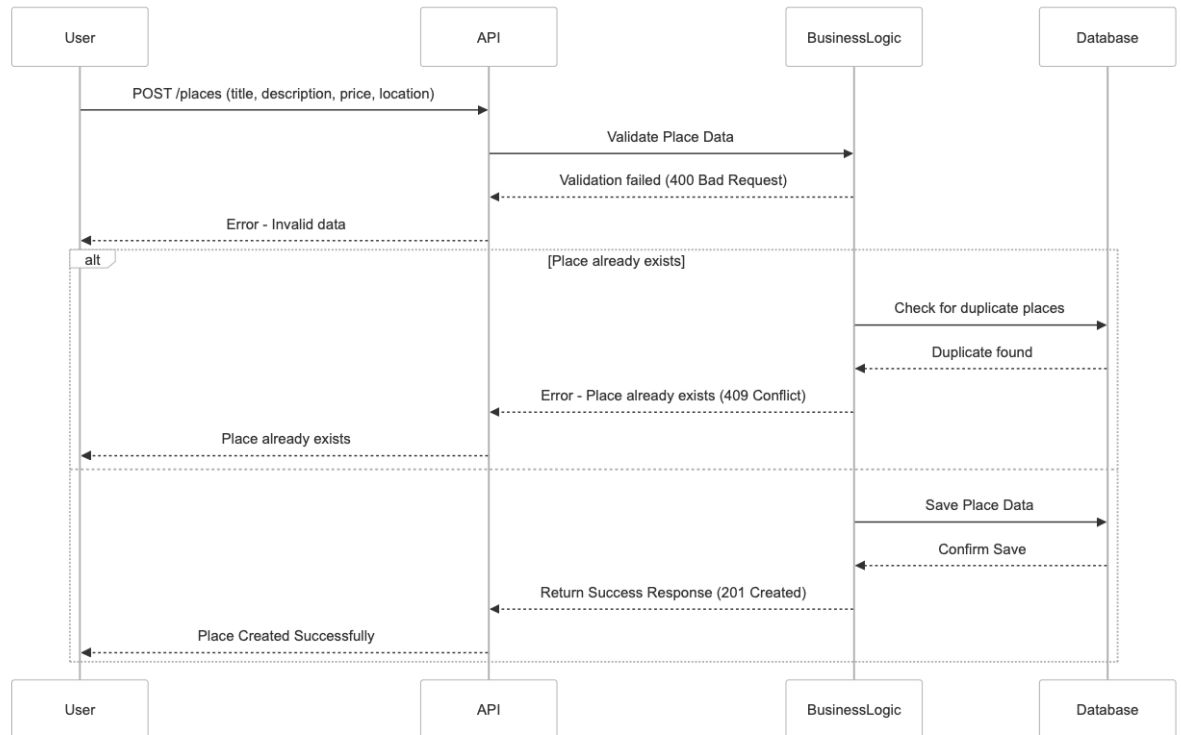 User
API
BusinessLogic
Database
POST /places (title, description, price, location)
Validate Place Data
Validation failed (400 Bad Request)
Error - Invalid data
alt
[Place already exists]
Check for duplicate places
Duplicate found
Error - Place already exists (409 Conflict)
Place already exists
Save Place Data
Confirm Save
Return Success Response (201 Created)
Place Created Successfully
User
API
BusinessLogic
Database